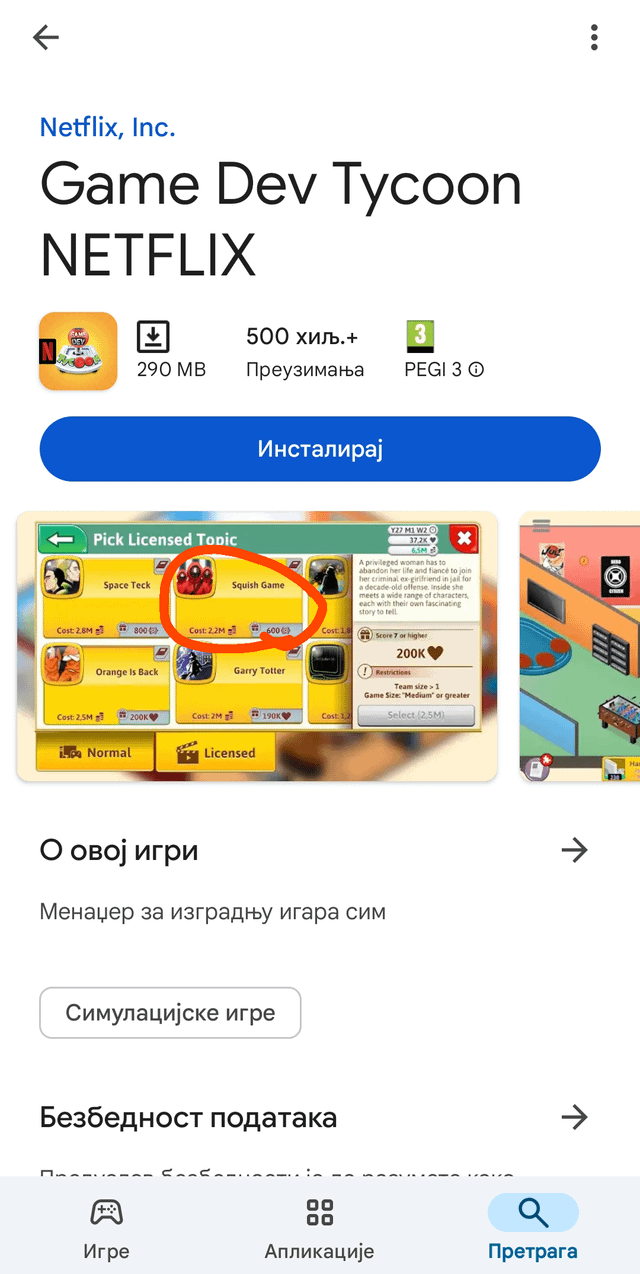 Netflix, Inc.
Game Dev Tycoon
NETFLIX
290 MB
500 хиљ.+
Преузимања
3
PEGI 3
Инсталирај
Pick Licensed Topic
Y27 M1 W2
37,2K
6,5M
Space Teck
Cost: 2,8M
800
Squish Game
Cost: 2,2M
600
Cost: 1,8
Orange Is Back
Cost: 2,5M
200K
Garry Totter
Cost: 2M
190K
Cost: 1,2
A privileged woman has to
abandon her life and fiancé to join
her criminal ex-girlfriend in jail for
a decade-old offense. Inside she
meets a wide range of characters,
each with their own fascinating
story to tell.
Score 7 or higher
200K
Restrictions
Team size > 1
Game Size: "Medium" or greater
Select (2,5M)
Normal
Licensed
О овој игри
Менаџер за изградњу игара сим
Симулацијске игре
Безбедност података
Игре
Апликације
Претрага